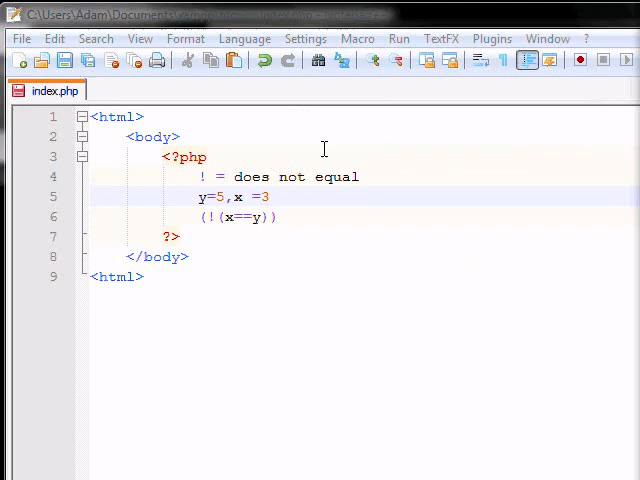 C:\Users\Adam\Documents\
File Edit Search View Format Language Settings Macro Run TextFX Plugins Window ?
index.php
1 <html>
2 <body>
3 <?php
4 ! = does not equal
5 y=5,x =3
6 (!(x==y))
7 ?>
8 </body>
9 <html>